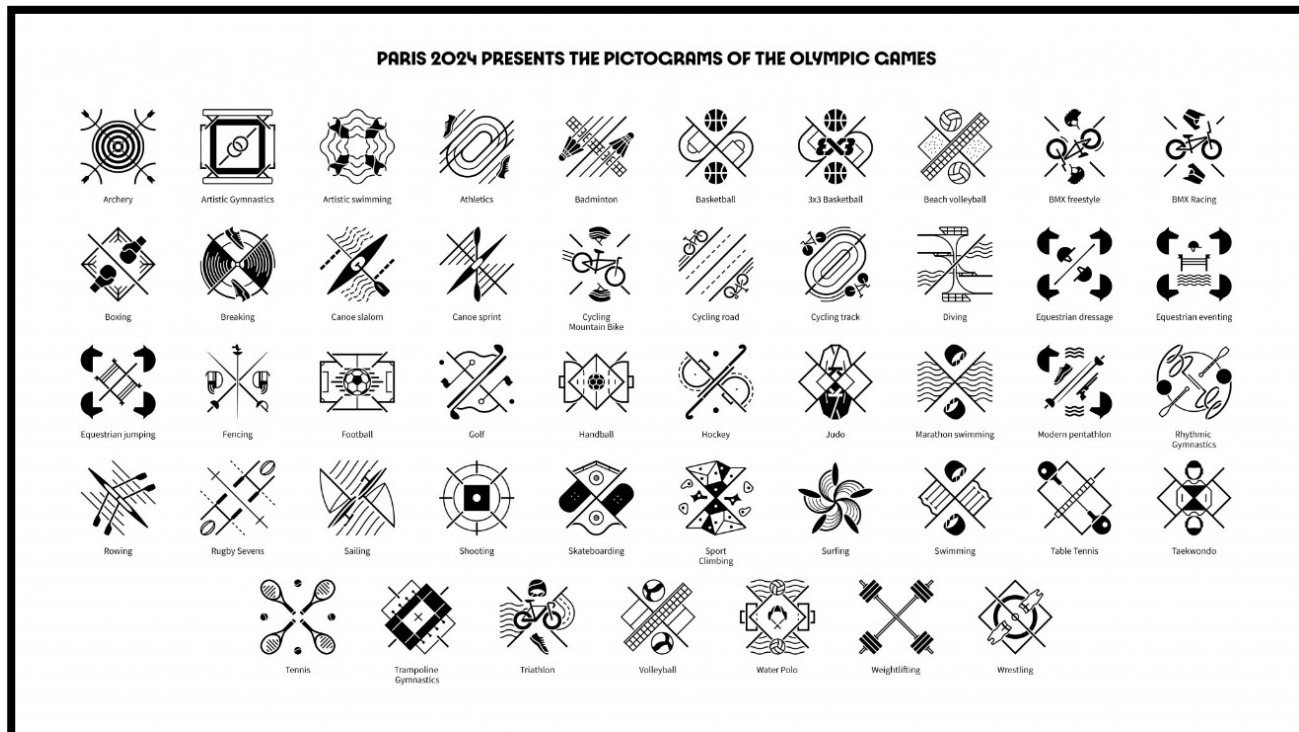 PARIS 2024 PRESENTS THE PICTOGRAMS OF THE OLYMPIC GAMES
Archery
Artistic Gymnastics
Artistic swimming
Athletics
Badminton
Basketball
3x3
3x3 Basketball
Beach volleyball
BMX freestyle
BMX Racing
Boxing
Breaking
Canoe slalom
Canoe sprint
Cycling
Mountain Bike
Cycling road
Cycling track
Diving
Equestrian dressage
Equestrian eventing
Equestrian jumping
Fencing
Football
Golf
Handball
Hockey
Judo
Marathon swimming
Modern pentathlon
Rhythmic
Gymnastics
Rowing
Rugby Sevens
Sailing
Shooting
Skateboarding
Sport
Climbing
Surfing
Swimming
Table Tennis
Taekwondo
Tennis
Trampoline
Gymnastics
Triathlon
Volleyball
Water Polo
Weightlifting
Wrestling